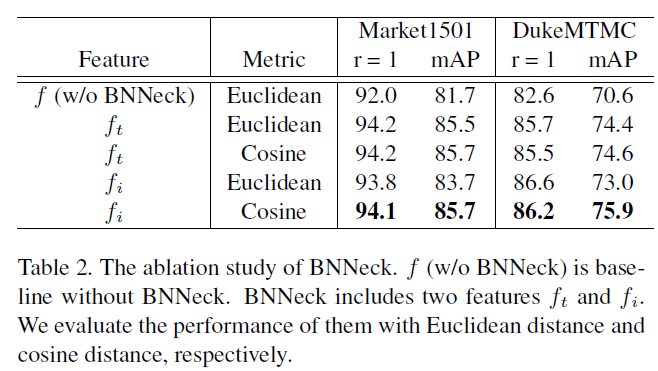 Market1501 DukeMTMC
Feature Metric r = 1 mAP r = 1 mAP
f (w/o BNNeck) Euclidean 92.0 81.7 82.6 70.6
f_t Euclidean 94.2 85.5 85.7 74.4
f_t Cosine 94.2 85.7 85.5 74.6
f_i Euclidean 93.8 83.7 86.6 73.0
f_i Cosine 94.1 85.7 86.2 75.9
Table 2. The ablation study of BNNeck. f (w/o BNNeck) is base-
line without BNNeck. BNNeck includes two features f_t and f_i.
We evaluate the performance of them with Euclidean distance and
cosine distance, respectively.